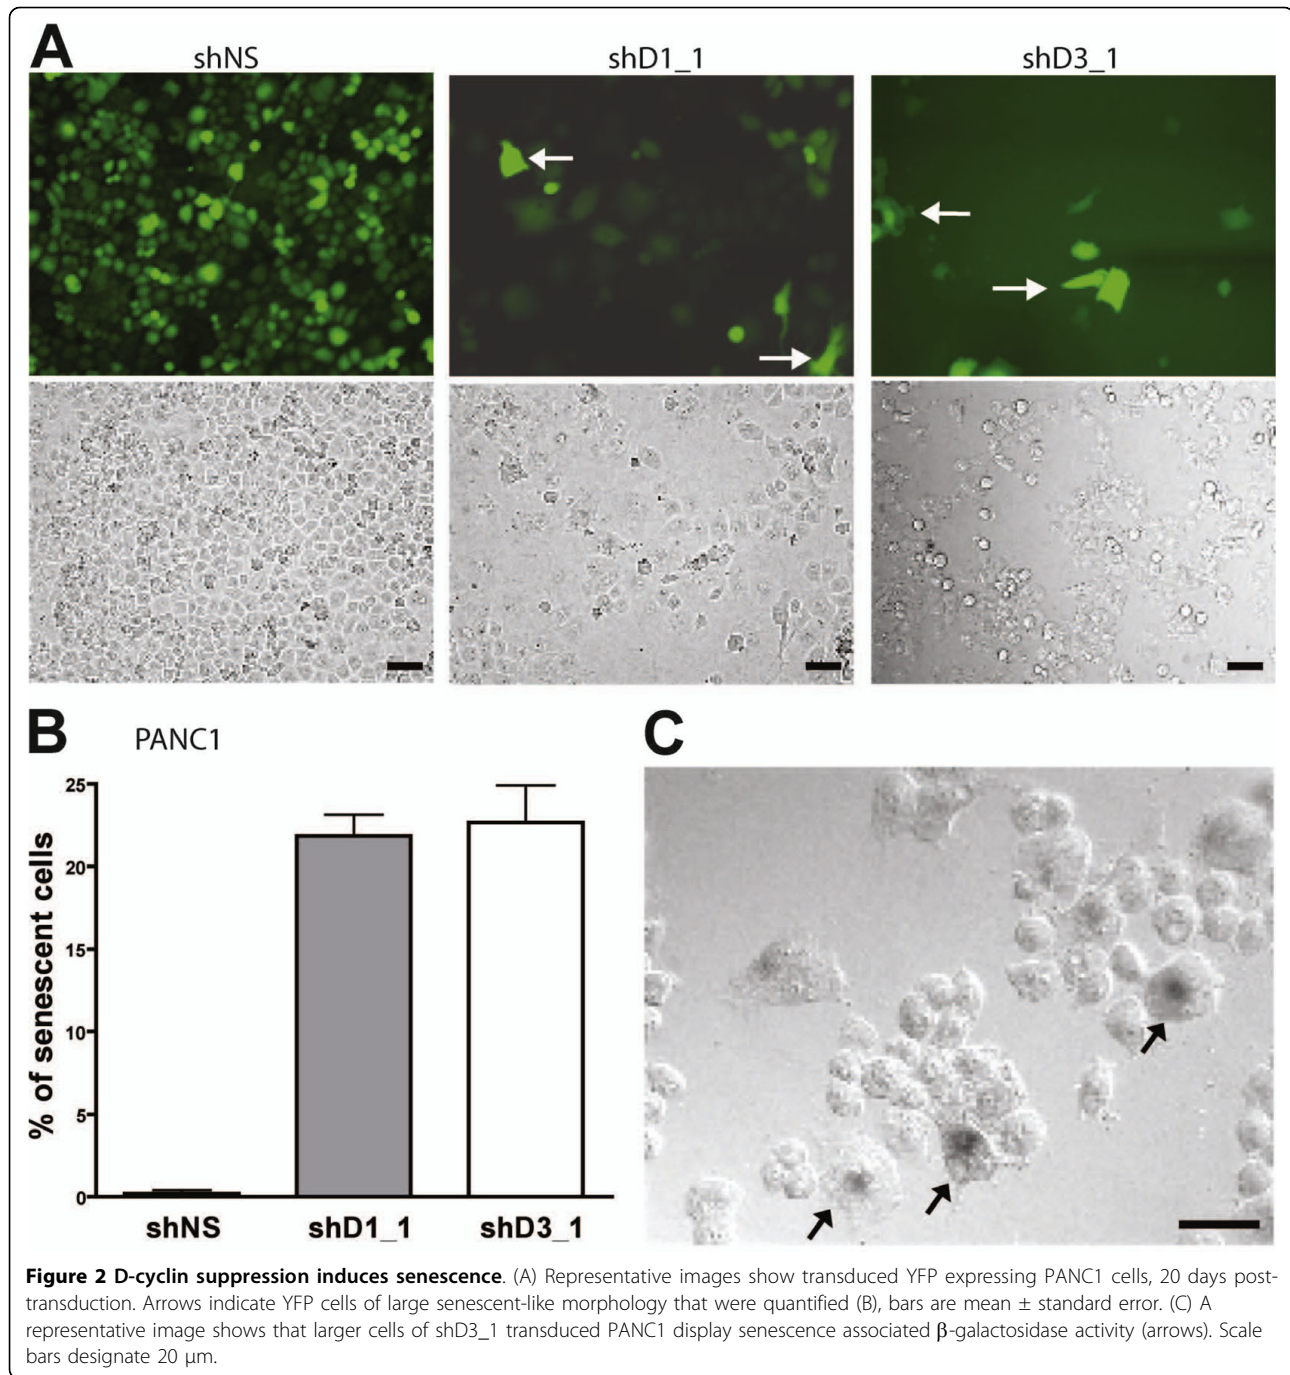 A
shNS
shD1_1
shD3_1
B
PANC1
% of senescent cells
25
20
15
10
5
0
shNS
shD1_1
shD3_1
C
Figure 2 D-cyclin suppression induces senescence. (A) Representative images show transduced YFP expressing PANC1 cells, 20 days post-
transduction. Arrows indicate YFP cells of large senescent-like morphology that were quantified (B), bars are mean ± standard error. (C) A
representative image shows that larger cells of shD3_1 transduced PANC1 display senescence associated β-galactosidase activity (arrows). Scale
bars designate 20 μm.